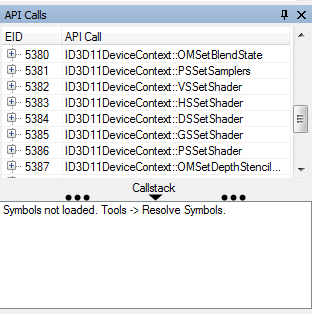 API Calls
EID API Call
5380 ID3D11DeviceContext::OMSetBlendState
5381 ID3D11DeviceContext::PSSetSamplers
5382 ID3D11DeviceContext::VSSetShader
5383 ID3D11DeviceContext::HSSetShader
5384 ID3D11DeviceContext::DSSetShader
5385 ID3D11DeviceContext::GSSetShader
5386 ID3D11DeviceContext::PSSetShader
5387 ID3D11DeviceContext::OMSetDepthStencil...
Callstack
Symbols not loaded. Tools -> Resolve Symbols.